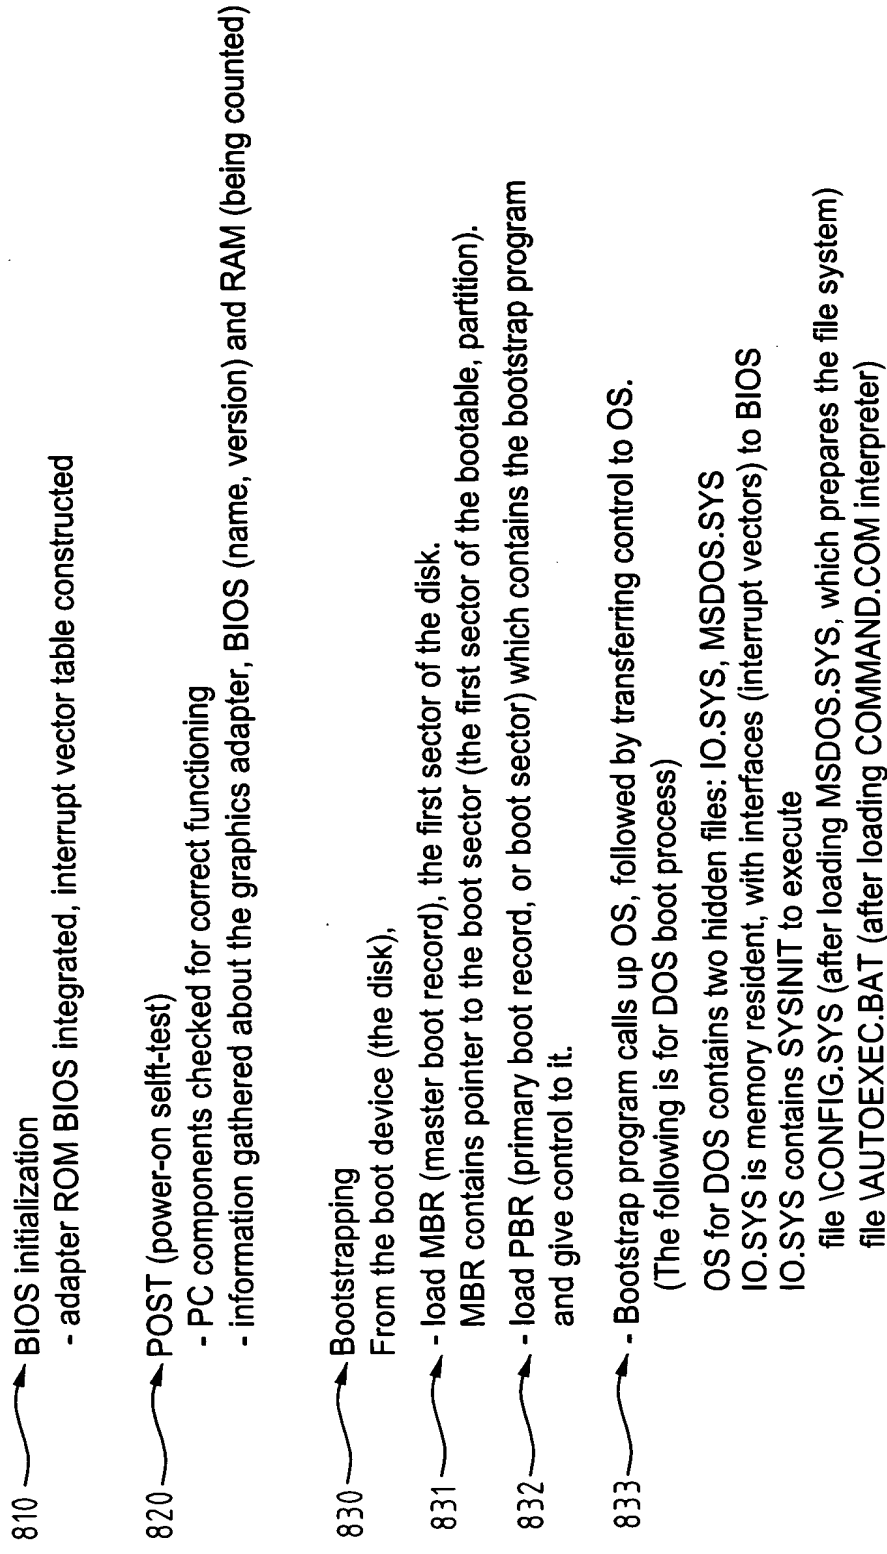 810 BIOS initialization
- adapter ROM BIOS integrated, interrupt vector table constructed
820 POST (power-on selft-test)
- PC components checked for correct functioning
- information gathered about the graphics adapter, BIOS (name, version) and RAM (being counted)
830 Bootstrapping
From the boot device (the disk),
831 - load MBR (master boot record), the first sector of the disk.
MBR contains pointer to the boot sector (the first sector of the bootable, partition).
832 - load PBR (primary boot record, or boot sector) which contains the bootstrap program
and give control to it.
833 - Bootstrap program calls up OS, followed by transferring control to OS.
(The following is for DOS boot process)
OS for DOS contains two hidden files: IO.SYS, MSDOS.SYS
IO.SYS is memory resident, with interfaces (interrupt vectors) to BIOS
IO.SYS contains SYSINIT to execute
file \CONFIG.SYS (after loading MSDOS.SYS, which prepares the file system)
file \AUTOEXEC.BAT (after loading COMMAND.COM interpreter)